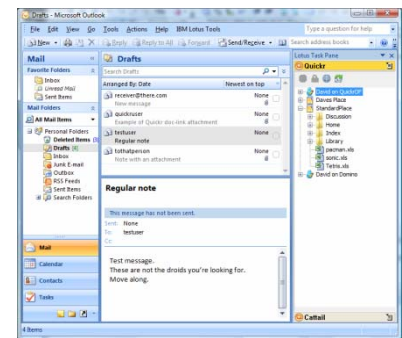 Drafts - Microsoft Outlook
File Edit View Go Tools Actions Help IBM Lotus Tools
Type a question for help
New Reply Reply to All Forward Send/Receive Search address books
Mail
Favorite Folders
Inbox
Unread Mail
Sent Items
Mail Folders
All Mail Items
Personal Folders
Deleted Items
Drafts [4]
Inbox
Junk E-mail
Outbox
RSS Feeds
Sent Items
Search Folders
Mail
Calendar
Contacts
Tasks
4 Items
Drafts
Search Drafts
Arranged By: Date Newest on top
receiver@there.com None
New message
quickruser None
Example of Quickr doc-link attachment
testuser None
Regular note
tothatperson None
Note with an attachment
Regular note
This message has not been sent.
Sent: None
To: testuser
Cc:
Test message.
These are not the droids you're looking for.
Move along.
Lotus Task Pane
Quickr
David on QuickrSP
Daves Place
StandardPlace
Discussion
Home
Index
Library
pacman.xls
sonic.xls
Tetris.xls
David on Domino
Cattail